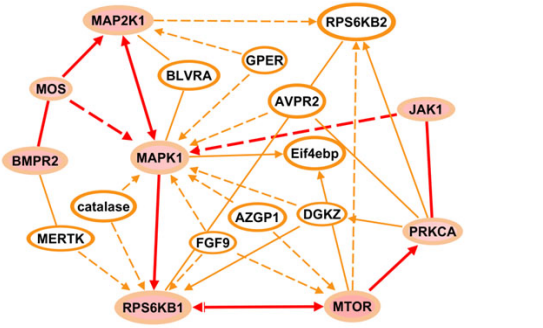 MAP2K1
RPS6KB2
GPER
BLVRA
MOS
AVPR2
JAK1
Eif4ebp
MAPK1
BMPR2
catalase
AZGP1
DGKZ
PRKCA
MERTK
FGF9
RPS6KB1
MTOR